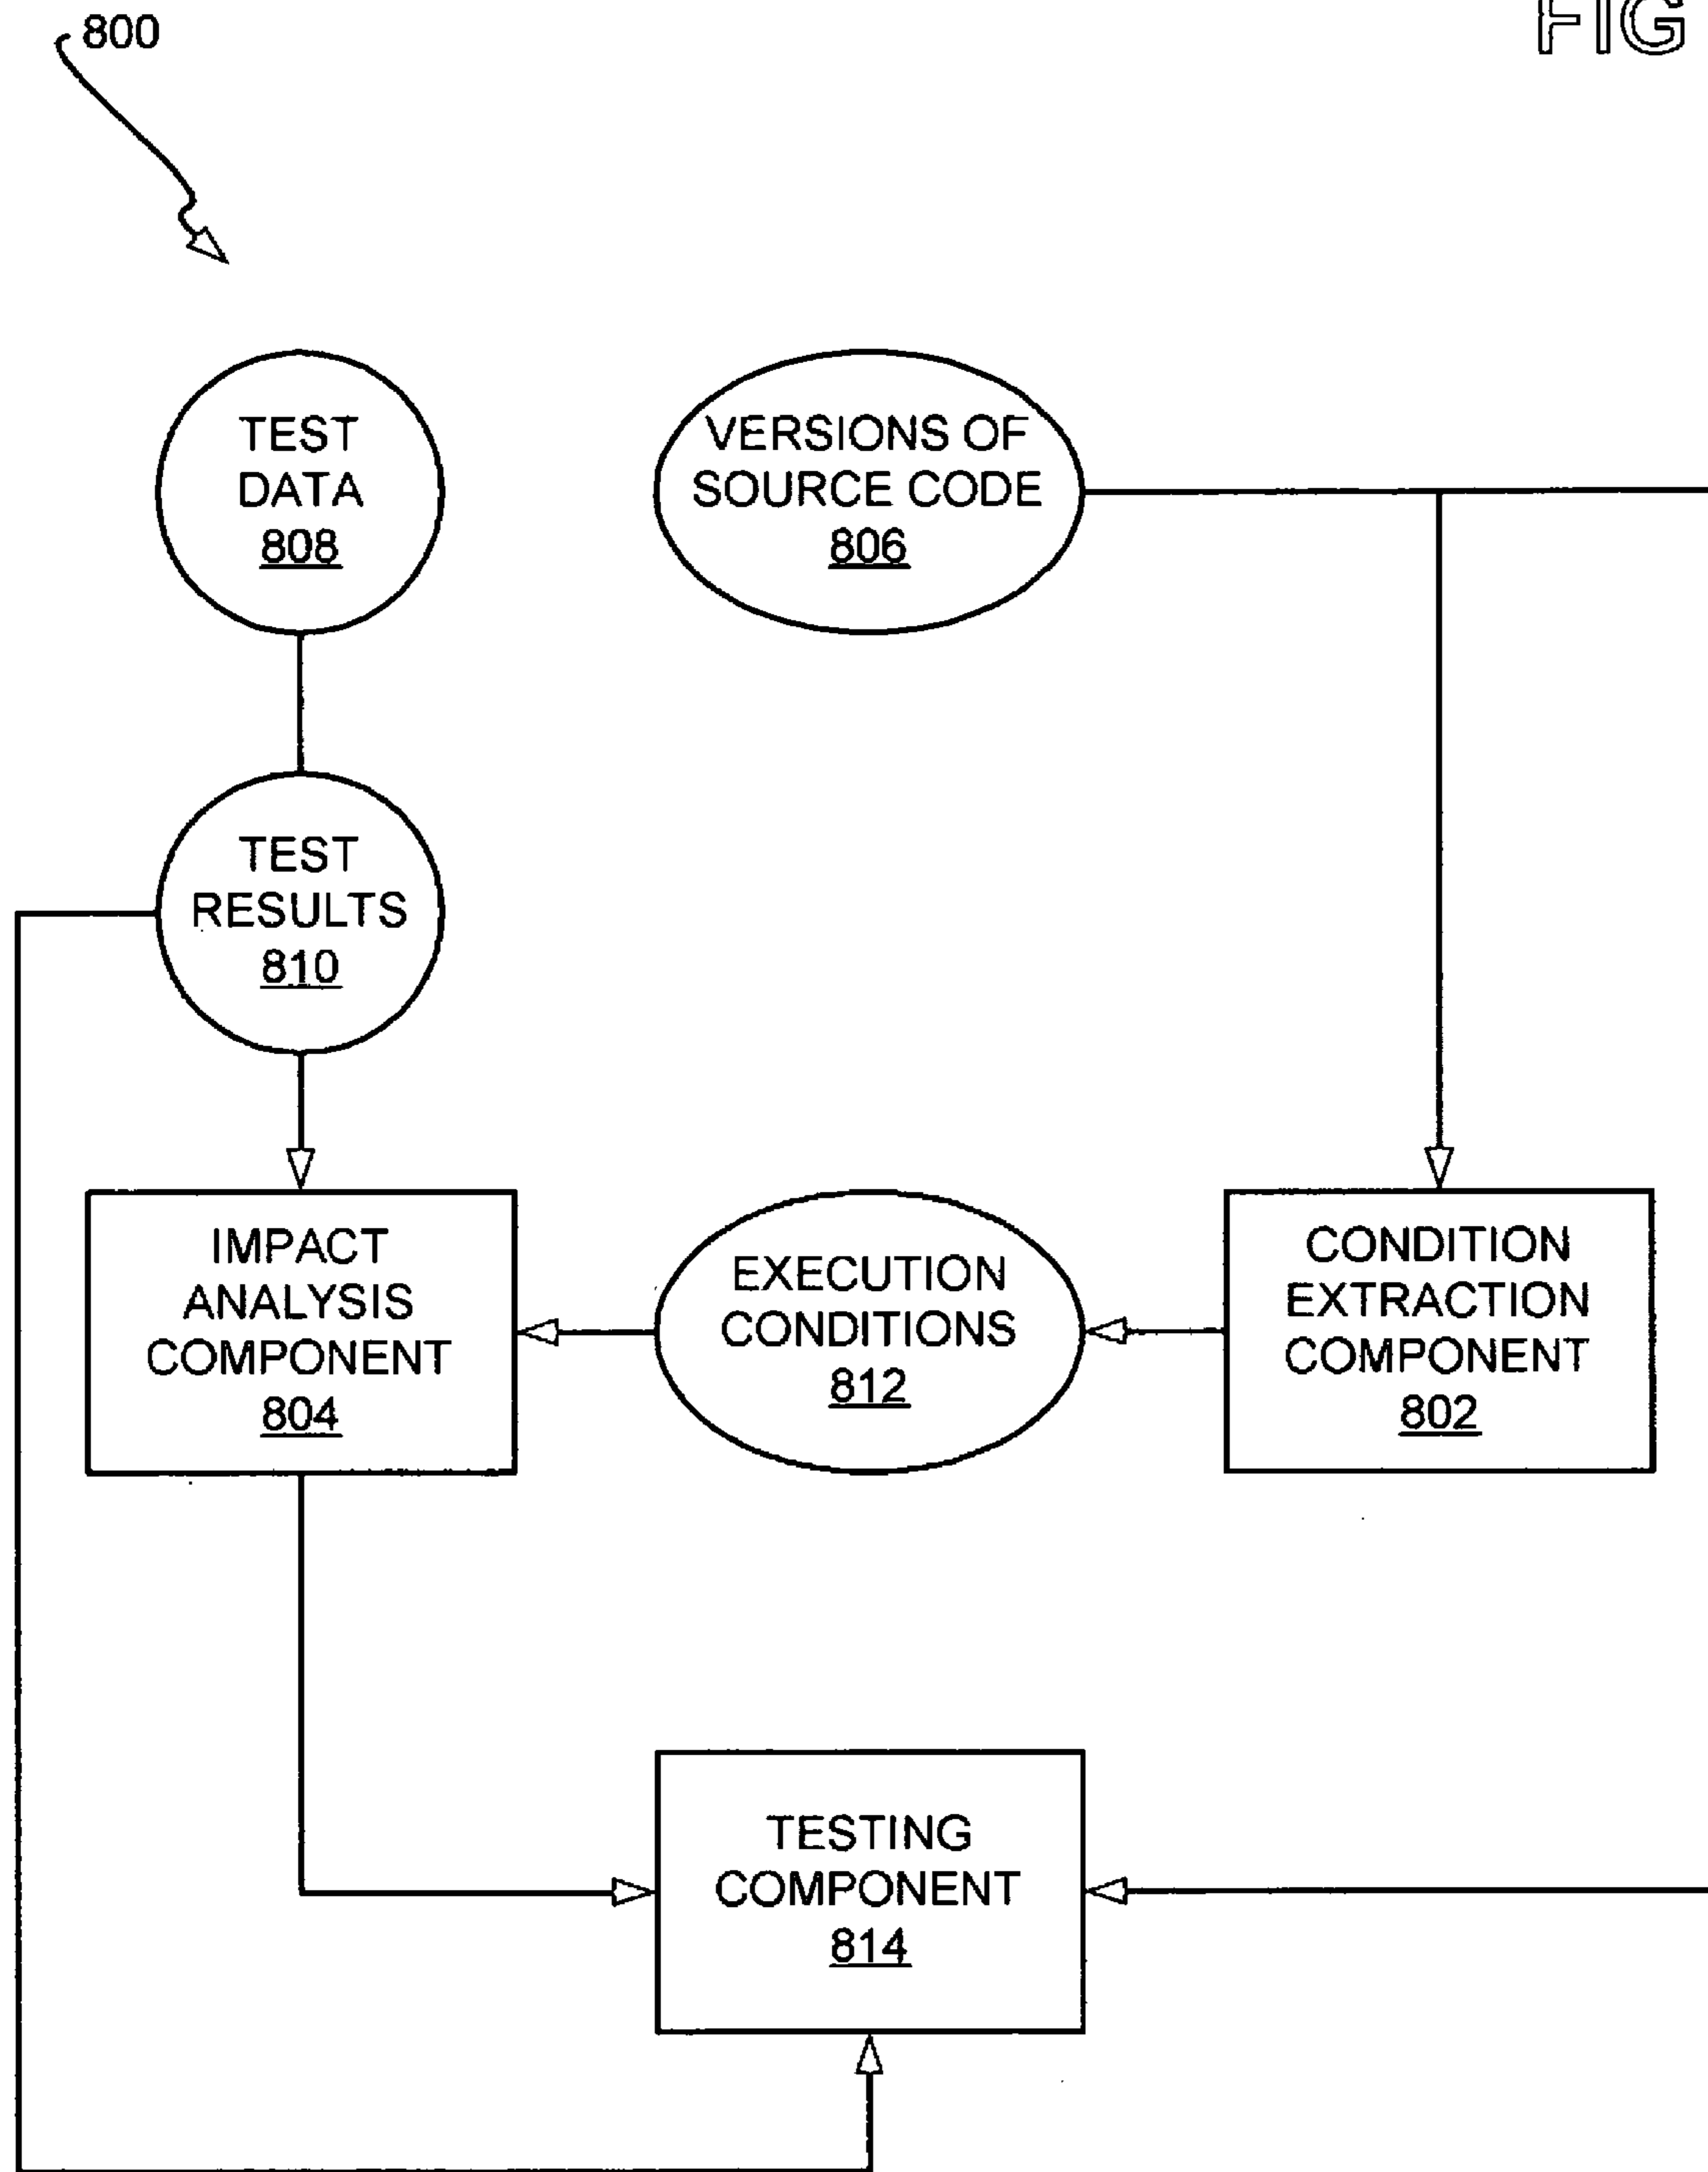 800
FIG
TEST
DATA
808
VERSIONS OF
SOURCE CODE
806
TEST
RESULTS
810
IMPACT
ANALYSIS
COMPONENT
804
EXECUTION
CONDITIONS
812
CONDITION
EXTRACTION
COMPONENT
802
TESTING
COMPONENT
814